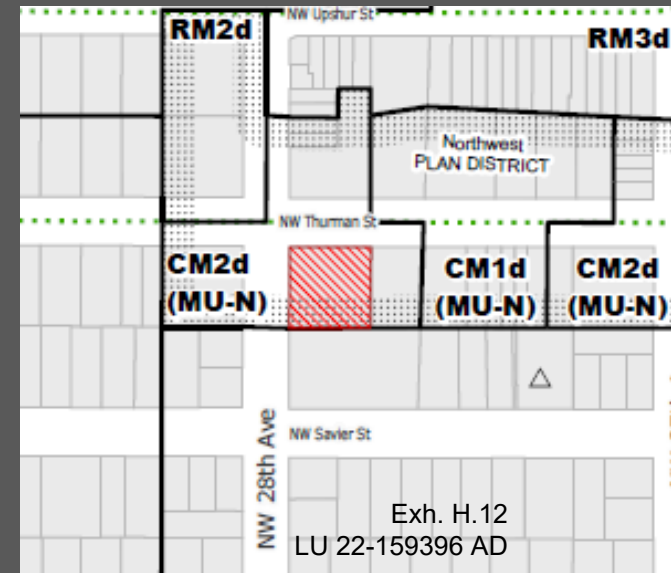 NW Upshur St
RM2d
RM3d
Northwest
PLAN DISTRICT
NW Thurman St
CM2d
(MU-N)
CM1d
(MU-N)
CM2d
(MU-N)
NW 28th Ave
NW Savier St
Exh. H.12
LU 22-159396 AD